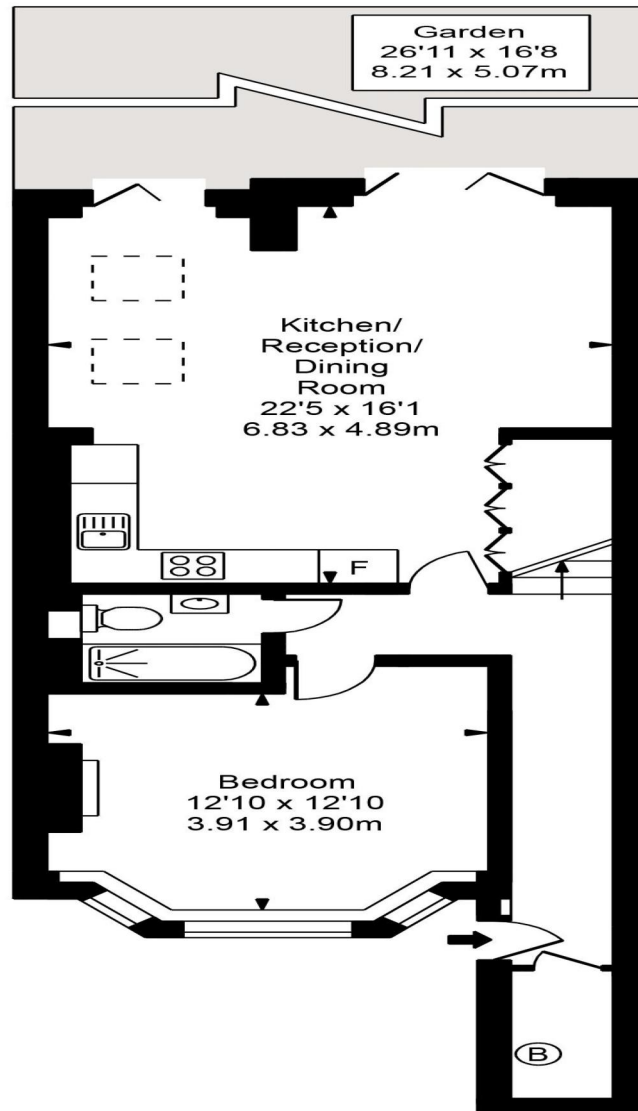 Garden
26'11 x 16'8
8.21 x 5.07m
Kitchen/
Reception/
Dining
Room
22'5 x 16'1
6.83 x 4.89m
F
Bedroom
12'10 x 12'10
3.91 x 3.90m
B